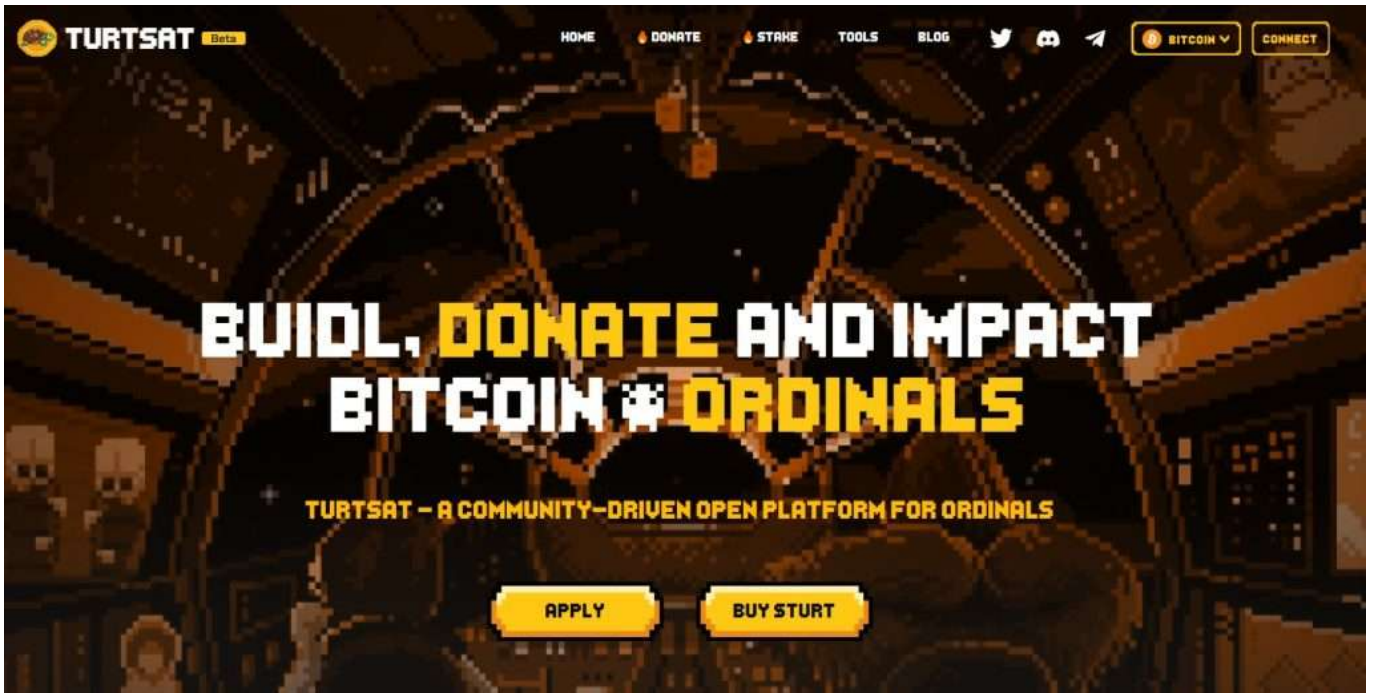 TURTSAT Beta
HOME DONATE STAKE TOOLS BLOG BITCOIN CONNECT
BUIDL, DONATE AND IMPACT
BITCOIN ORDINALS
TURTSAT – A COMMUNITY-DRIVEN OPEN PLATFORM FOR ORDINALS
APPLY BUY STURT